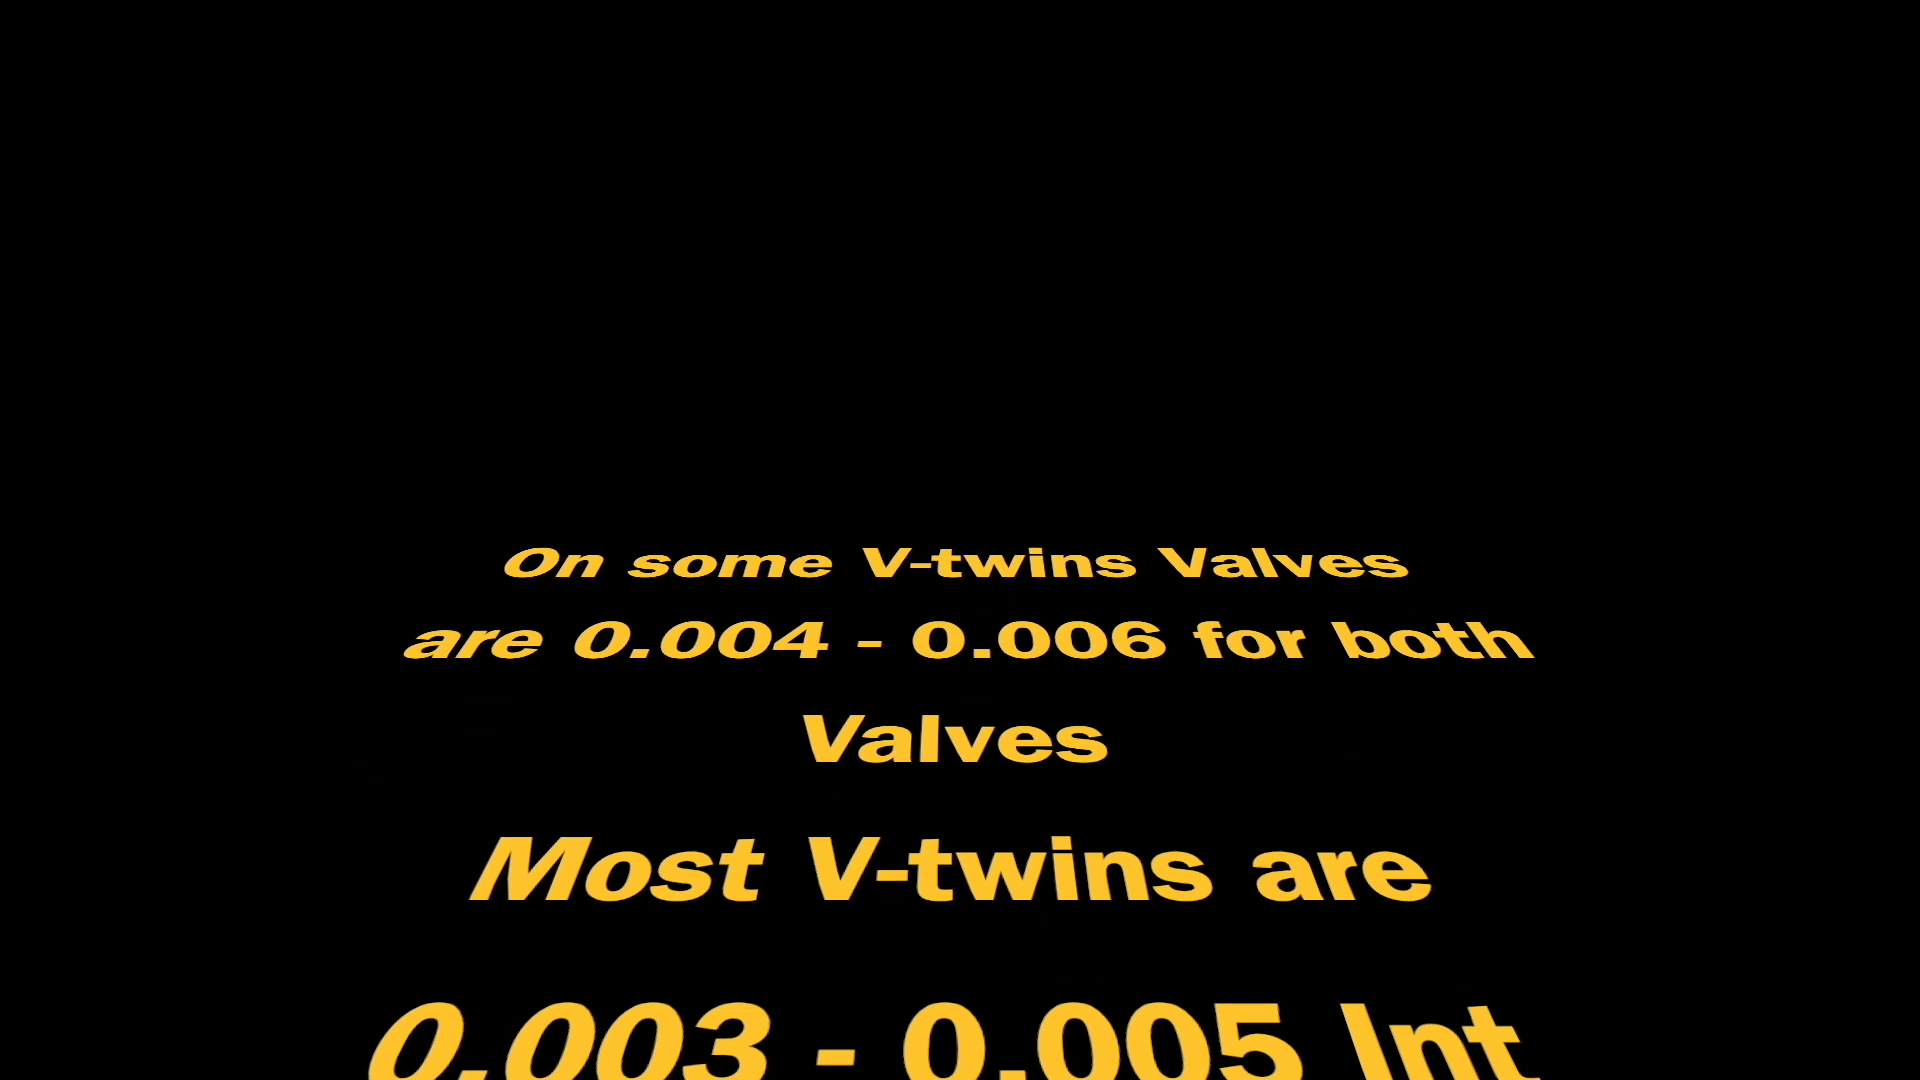 On some V-twins Valves
are 0.004 - 0.006 for both
Valves
Most V-twins are
0.003 - 0.005 Int